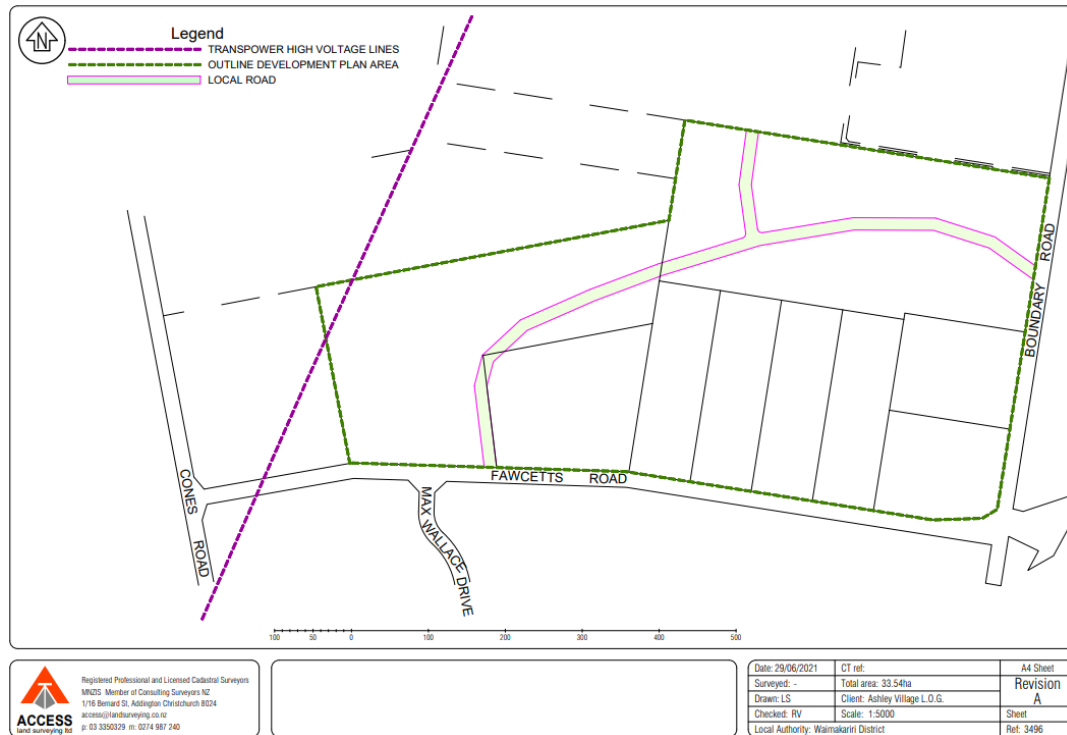 N
Legend
TRANSPOWER HIGH VOLTAGE LINES
OUTLINE DEVELOPMENT PLAN AREA
LOCAL ROAD
BOUNDARY ROAD
CONES ROAD
FAWCETTS ROAD
MAX WALLACE DRIVE
100 50 0 100 200 300 400 500
ACCESS
land surveying ltd
Registered Professional and Licensed Cadastral Surveyors
MNZIS Member of Consulting Surveyors NZ
1/16 Bernard St, Addington Christchurch 8024
access@landsurveying.co.nz
p: 03 3350329 m: 0274 987 240
Date: 29/06/2021 CT ref: A4 Sheet
Surveyed: - Total area: 33.54ha Revision
Drawn: LS Client: Ashley Village L.O.G. A
Checked: RV Scale: 1:5000 Sheet
Local Authority: Waimakariri District Ref: 3496